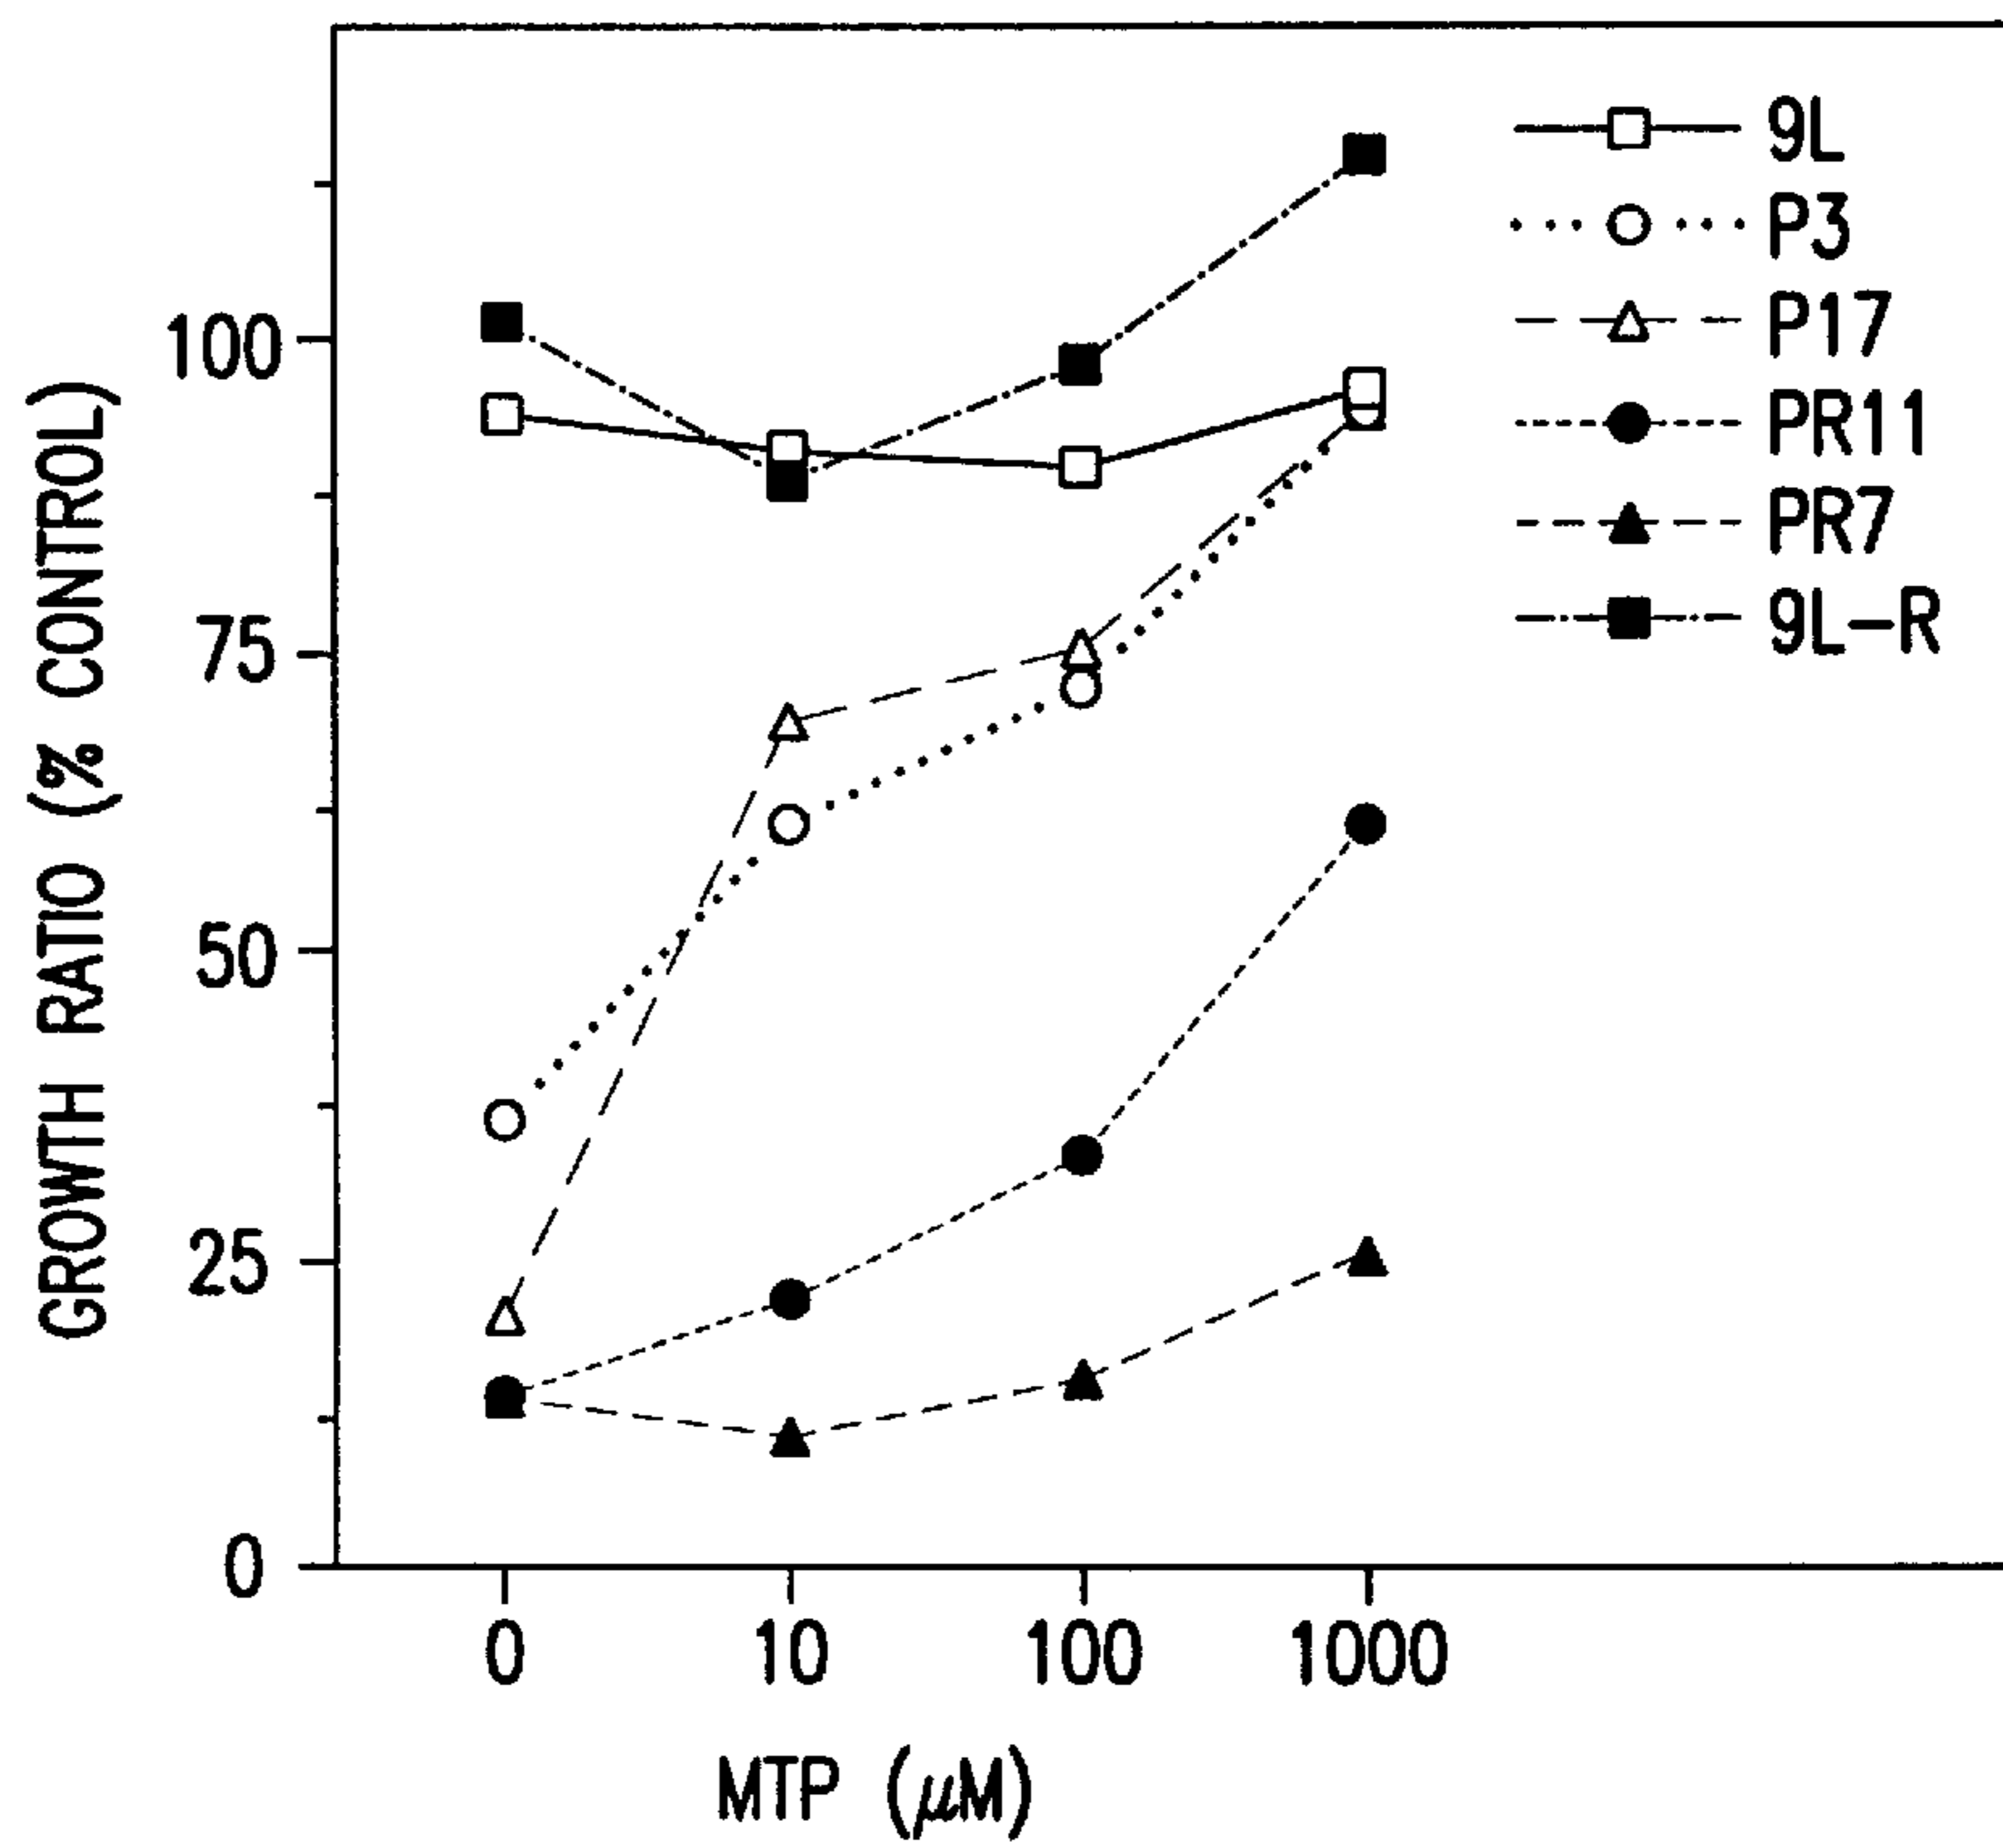 GROWTH RATIO (% CONTROL)
100
75
50
25
0
0 10 100 1000
MTP (μM)
9L
P3
P17
PR11
PR7
9L-R